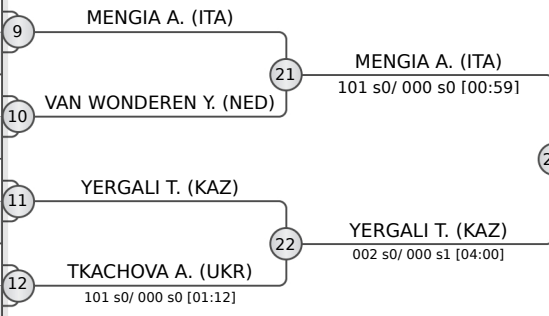 9
MENGIA A. (ITA)
21
MENGIA A. (ITA)
101 s0/ 000 s0 [00:59]
10
VAN WONDEREN Y. (NED)
2
11
YERGALI T. (KAZ)
22
YERGALI T. (KAZ)
002 s0/ 000 s1 [04:00]
12
TKACHOVA A. (UKR)
101 s0/ 000 s0 [01:12]